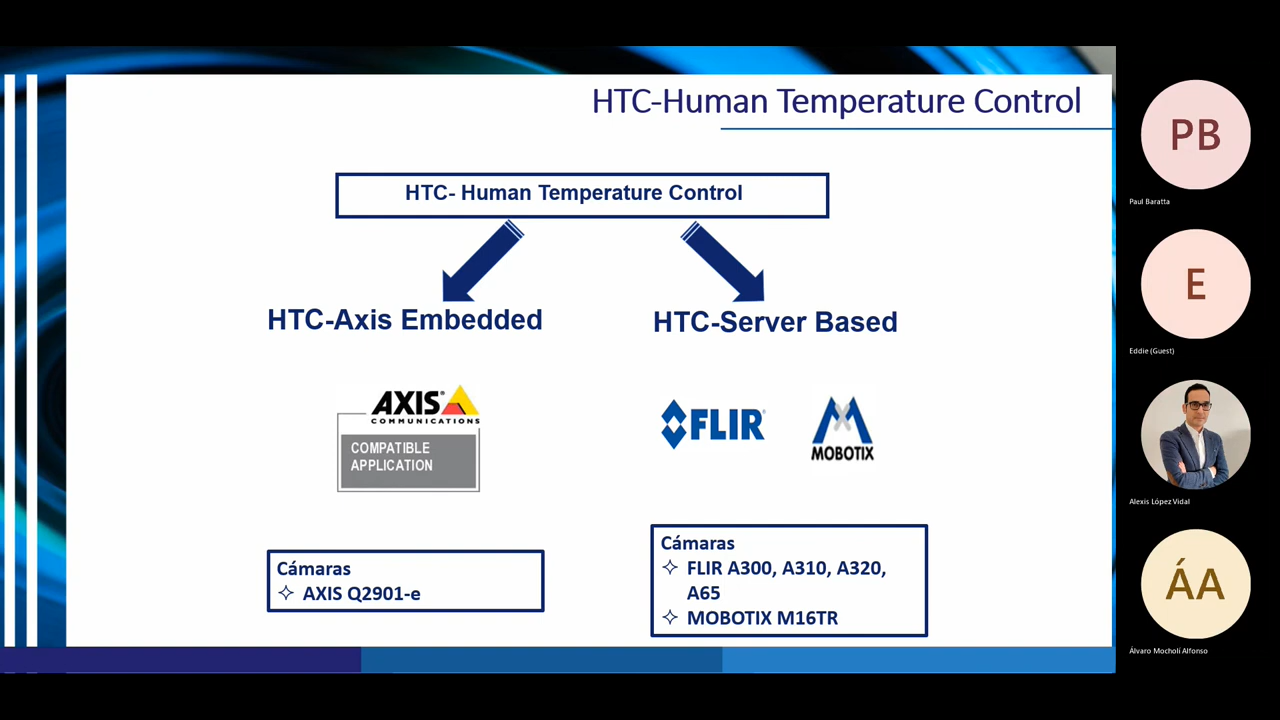 HTC-Human Temperature Control
HTC- Human Temperature Control
HTC-Axis Embedded
HTC-Server Based
AXIS
COMMUNICATIONS
COMPATIBLE
APPLICATION
FLIR
MOBOTIX
Cámaras
AXIS Q2901-e
Cámaras
FLIR A300, A310, A320,
A65
MOBOTIX M16TR
PB
Paul Baratta
E
Eddie (Guest)
Alexis López Vidal
ÁA
Álvaro Mocholí Alfonso